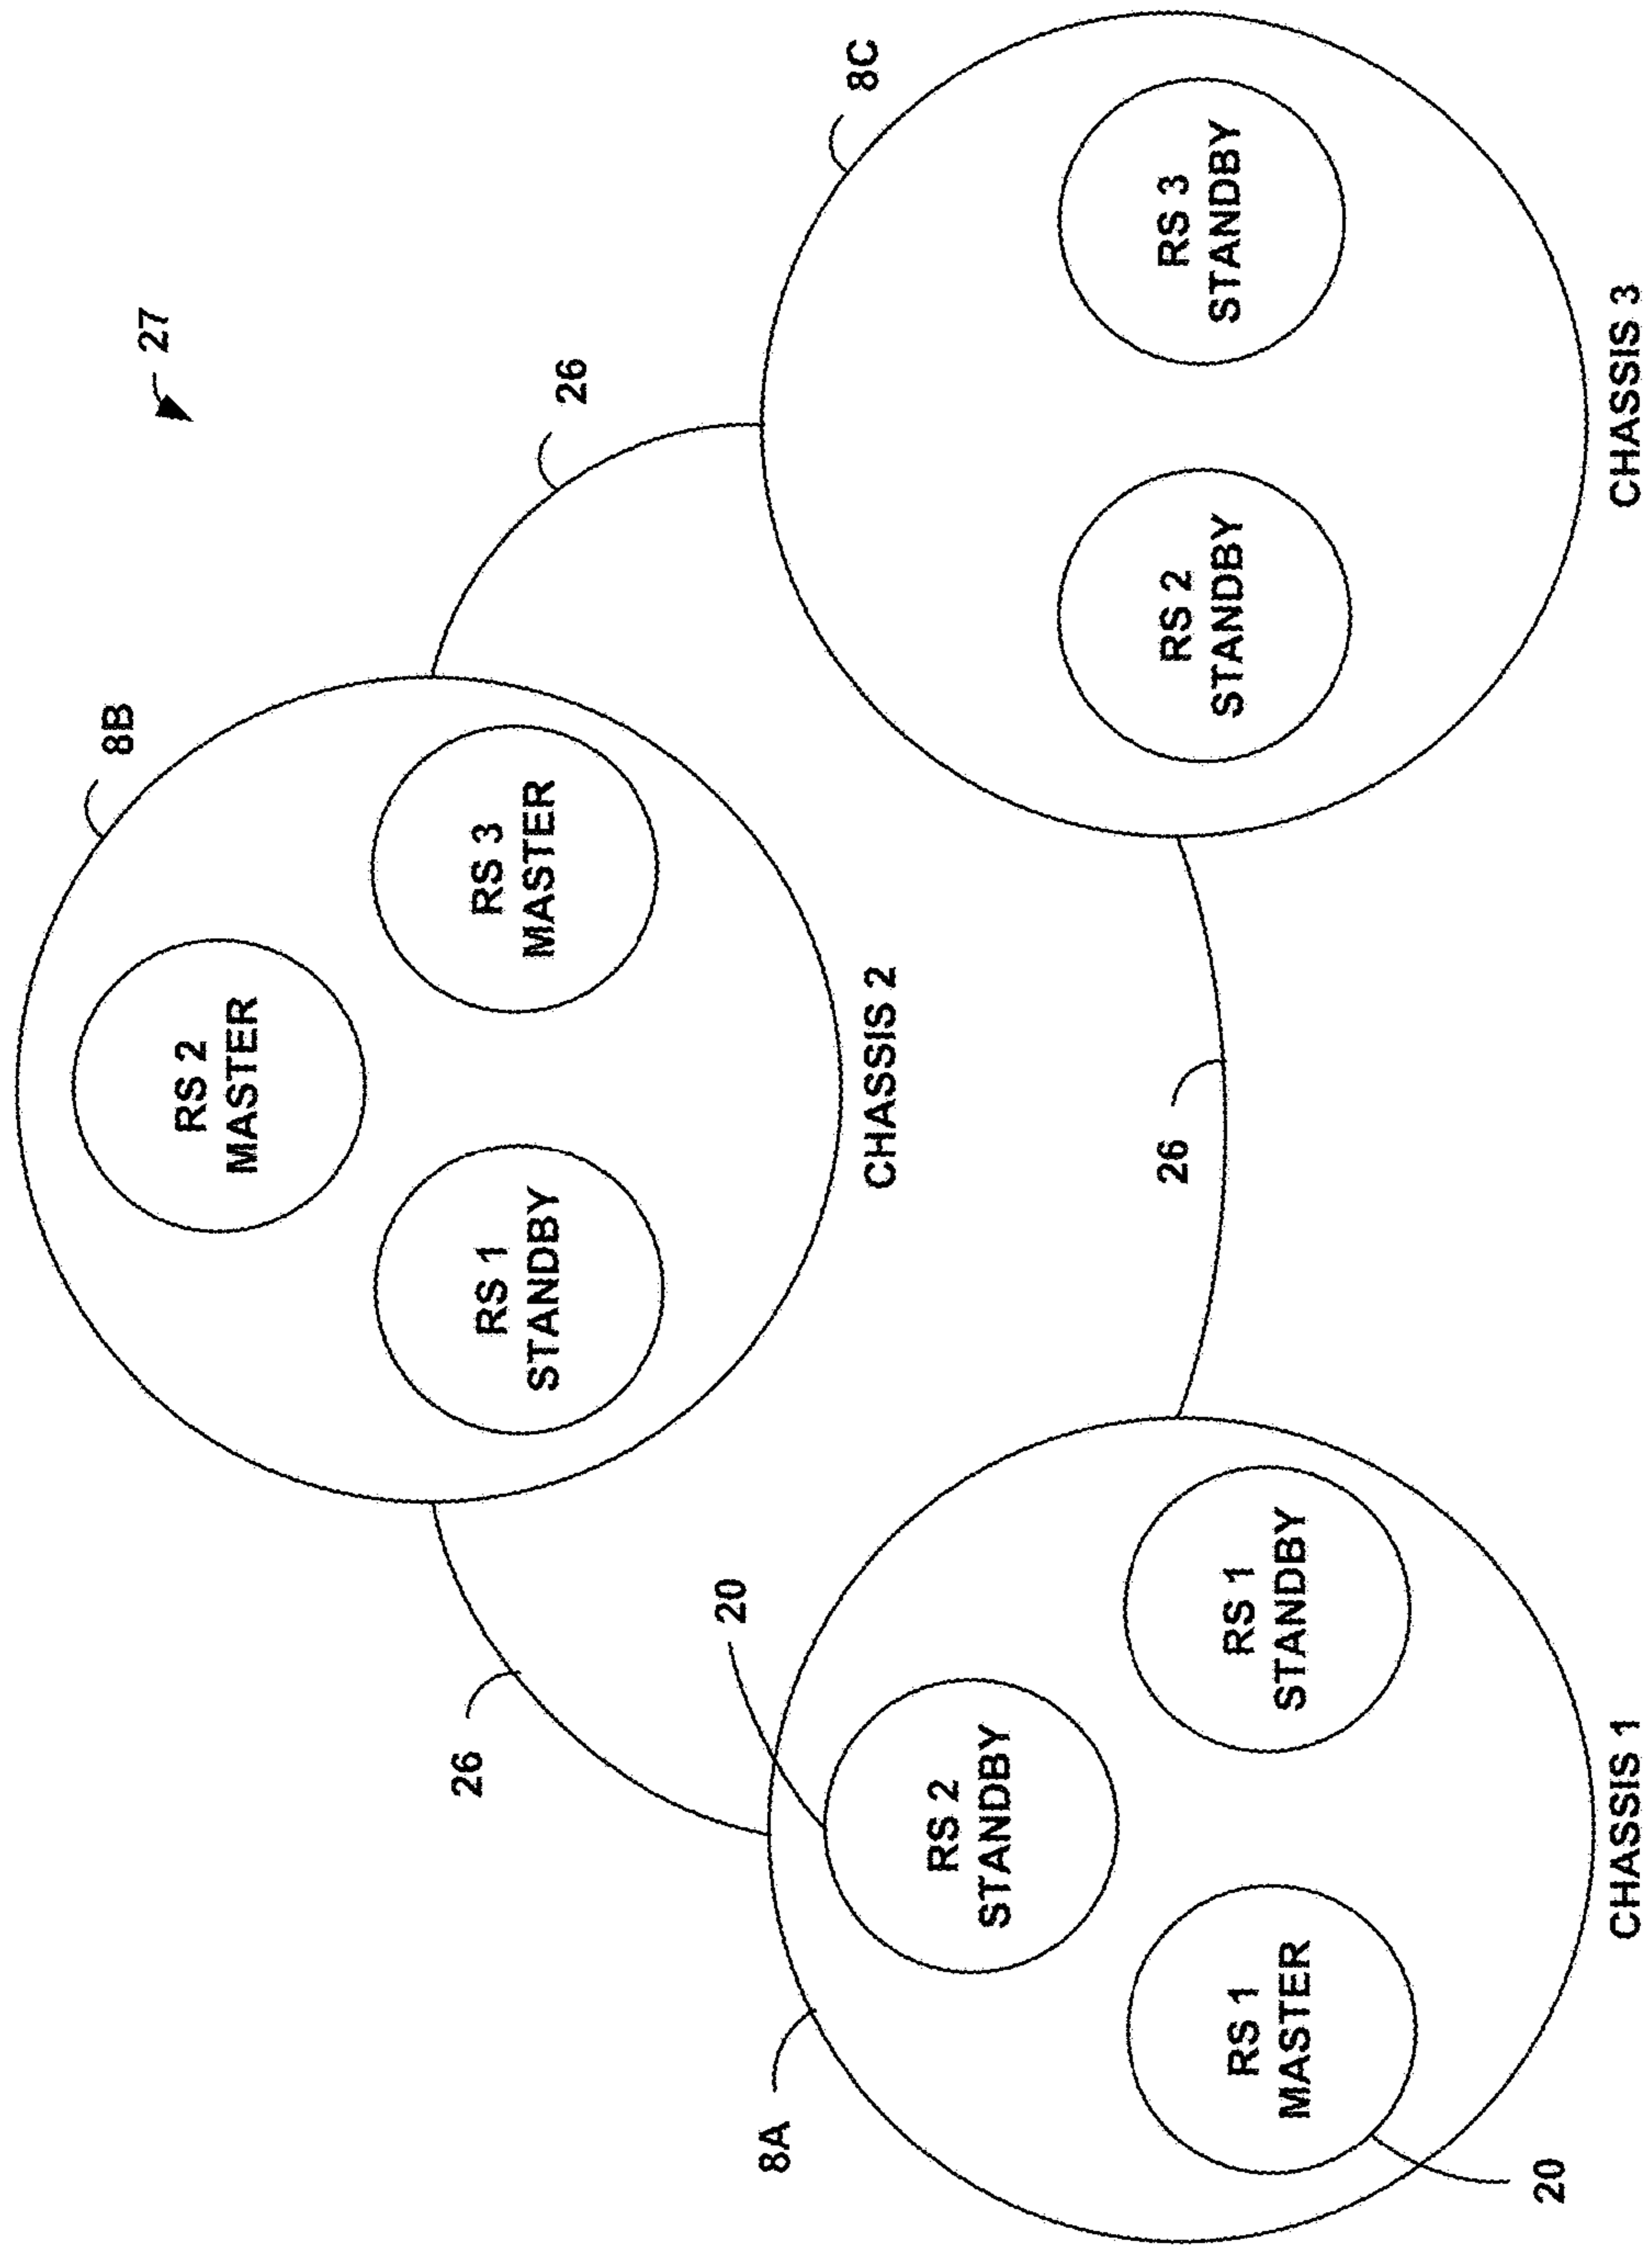 27
8B
RS 2
MASTER
RS 1
STANDBY
RS 3
MASTER
CHASSIS 2
26
26
20
8A
RS 2
STANDBY
RS 1
MASTER
RS 1
STANDBY
20
CHASSIS 1
26
8C
RS 2
STANDBY
RS 3
STANDBY
CHASSIS 3